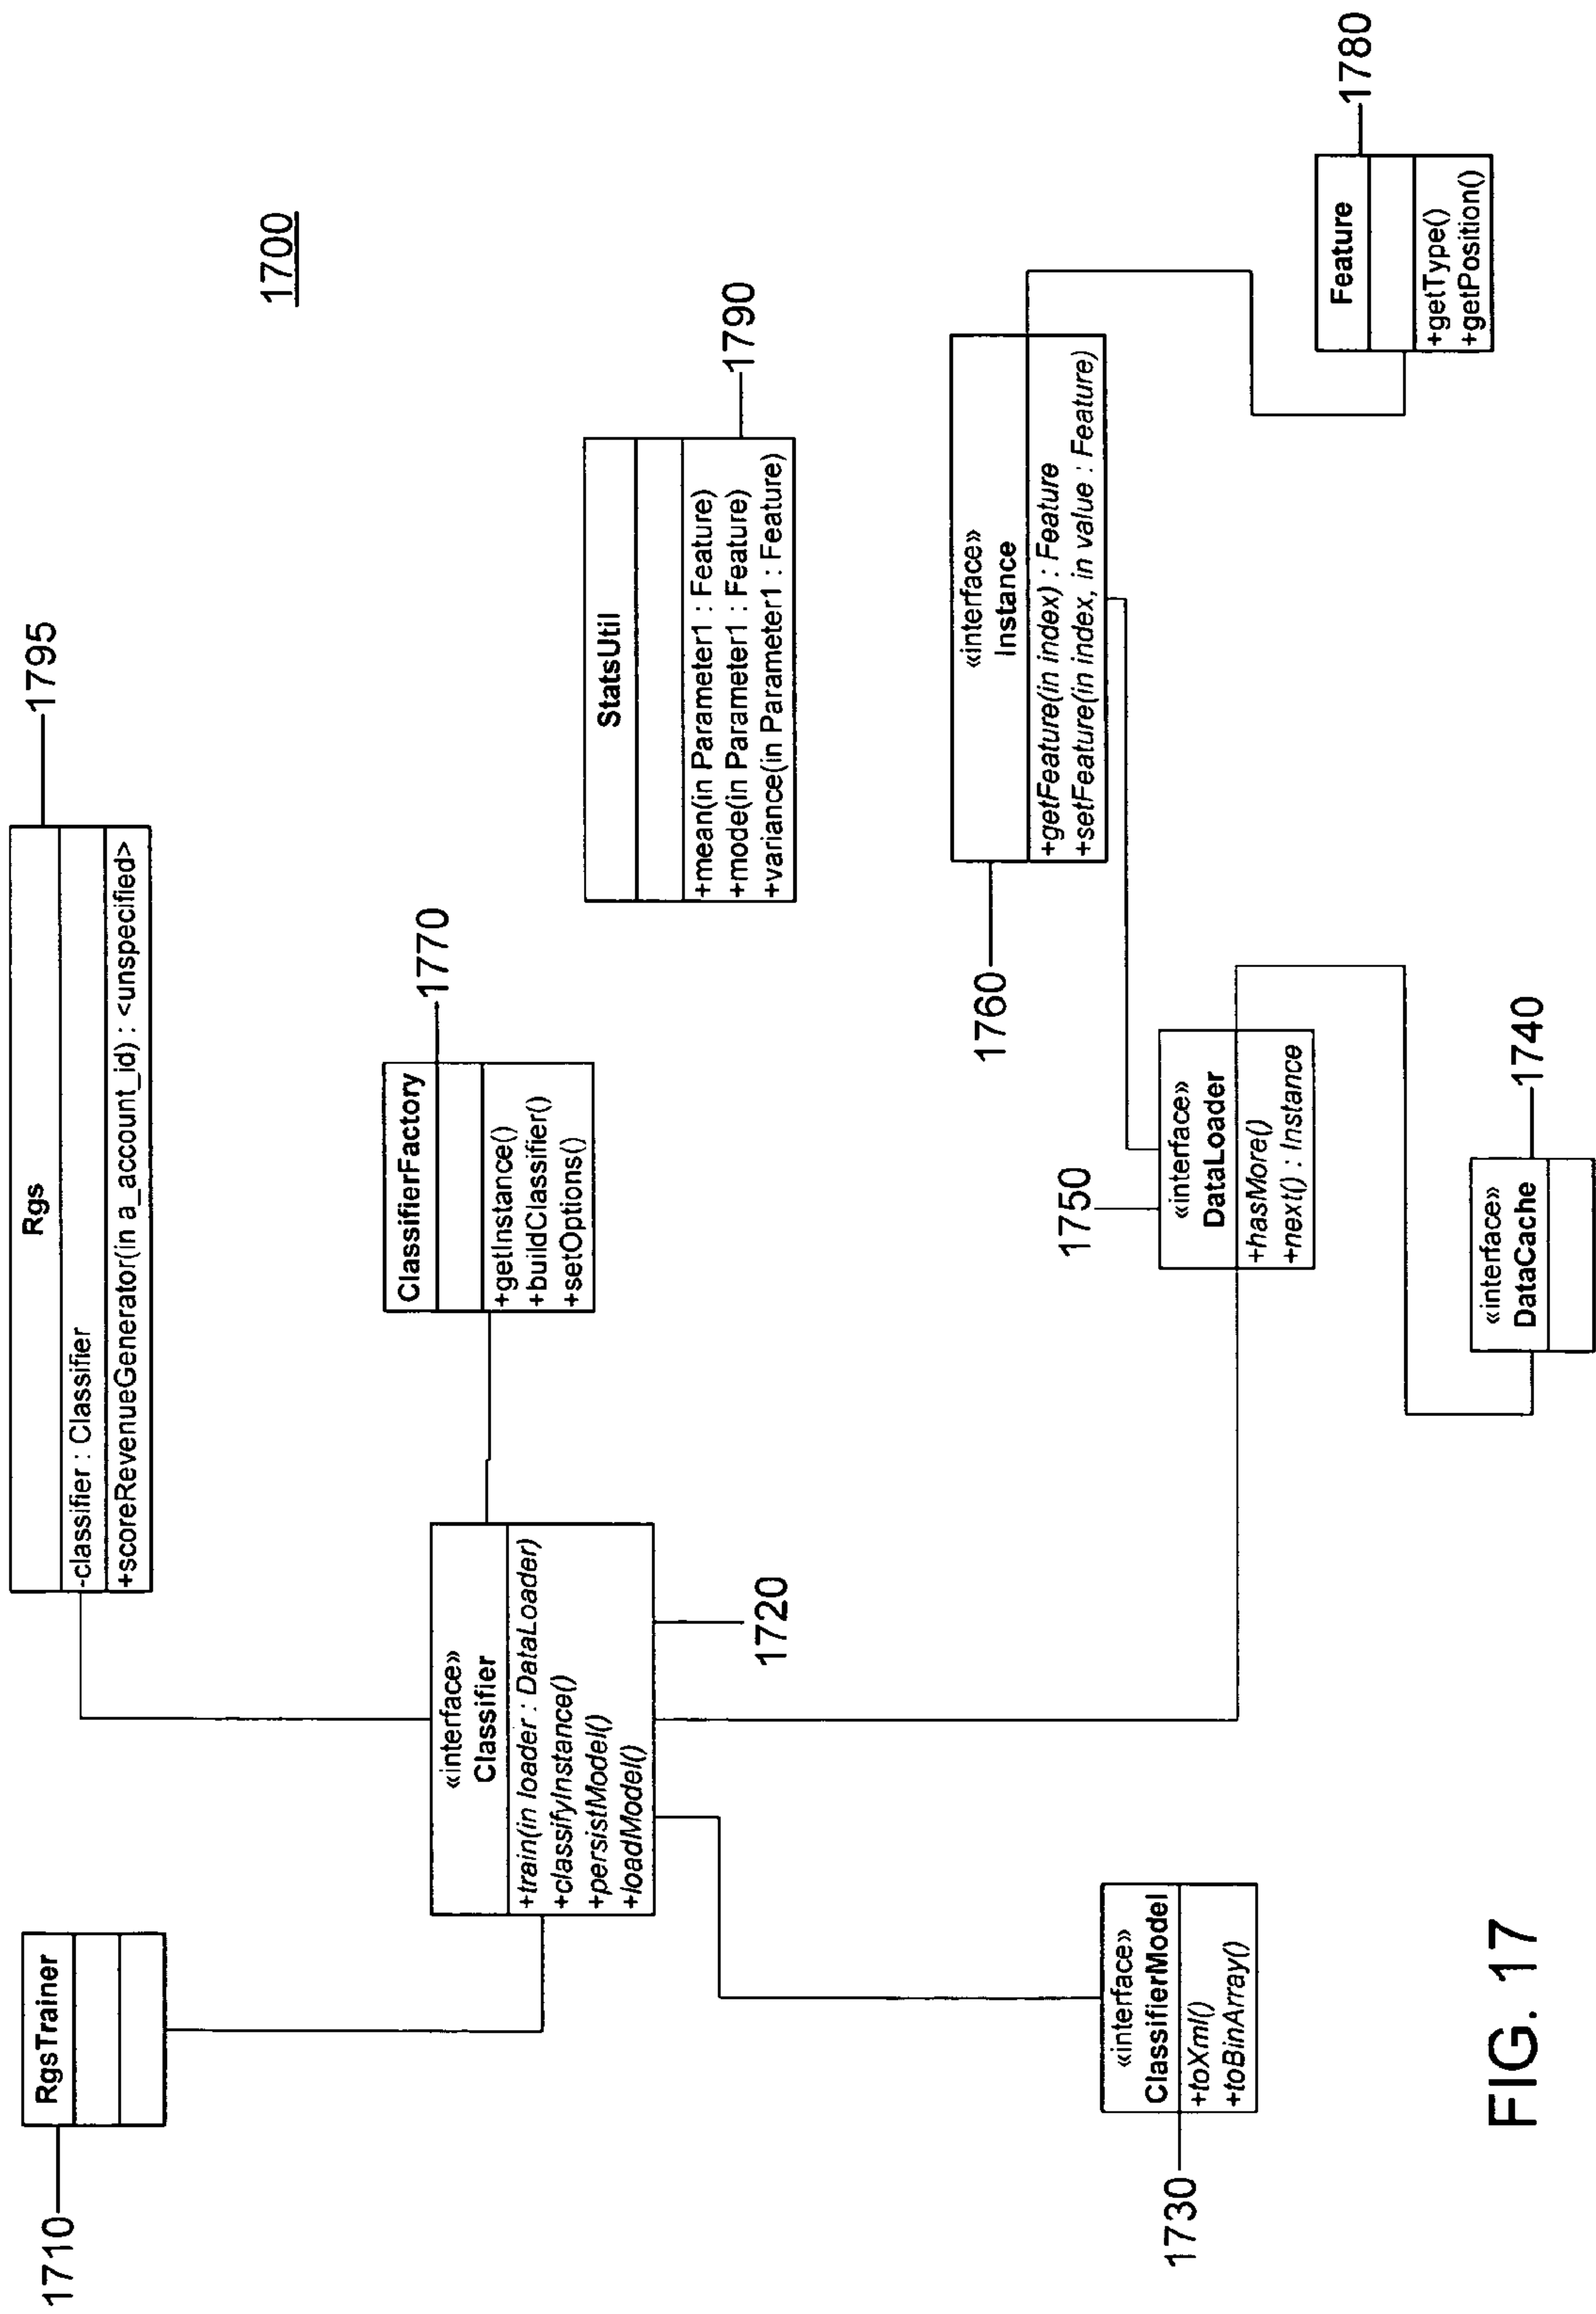 1700
1710
RgsTrainer
Rgs
-classifier : Classifier
+scoreRevenueGenerator(in a_account_id) : <unspecified>
1795
«interface»
Classifier
+train(in loader : DataLoader)
+classifyInstance()
+persistModel()
+loadModel()
1720
ClassifierFactory
+getInstance()
+buildClassifier()
+setOptions()
1770
StatsUtil
+mean(in Parameter1 : Feature)
+mode(in Parameter1 : Feature)
+variance(in Parameter1 : Feature)
1790
«interface»
Instance
+getFeature(in index) : Feature
+setFeature(in index, in value : Feature)
1760
1730
«interface»
ClassifierModel
+toXml()
+toBinArray()
1750
«interface»
DataLoader
+hasMore()
+next() : Instance
Feature
+getType()
+getPosition()
1780
«interface»
DataCache
1740
FIG. 17